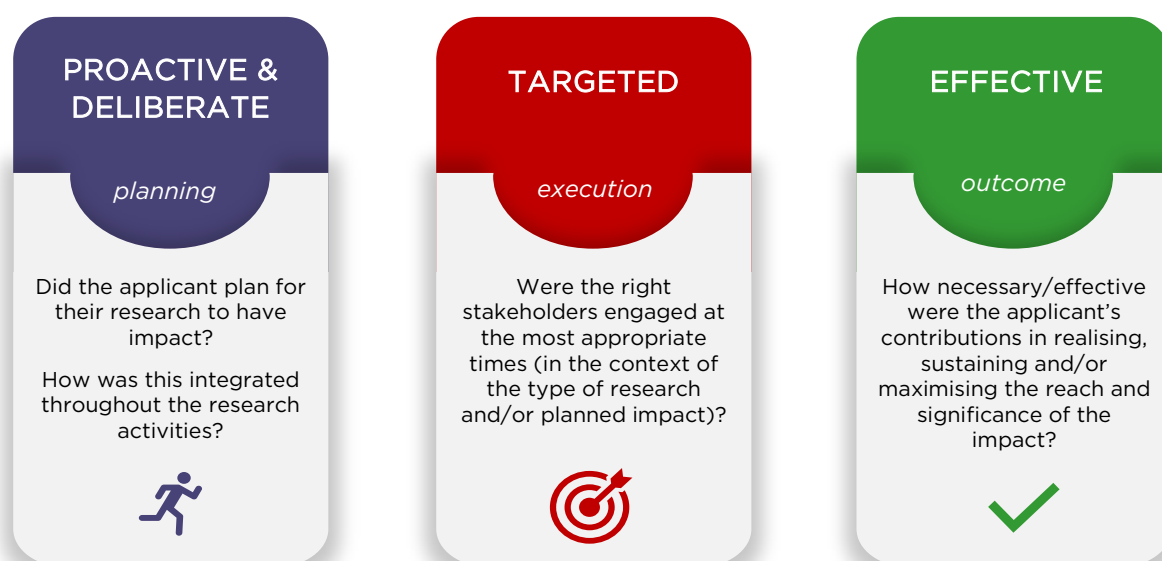 PROACTIVE &
DELIBERATE
planning
Did the applicant plan for
their research to have
impact?
How was this integrated
throughout the research
activities?
TARGETED
execution
Were the right
stakeholders engaged at
the most appropriate
times (in the context of
the type of research
and/or planned impact)?
EFFECTIVE
outcome
How necessary/effective
were the applicant’s
contributions in realising,
sustaining and/or
maximising the reach and
significance of the
impact?